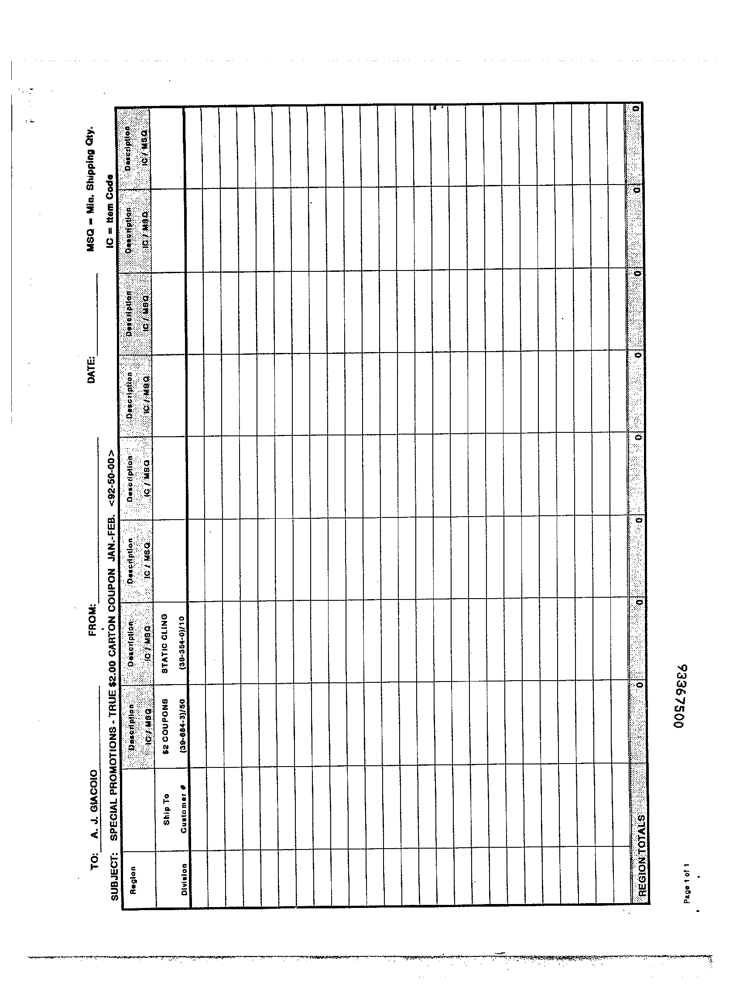 TO: A. J. GIACOIO FROM: DATE: MSQ = Min. Shipping Qty.
SUBJECT: SPECIAL PROMOTIONS - TRUE $2.00 CARTON COUPON JAN.-FEB. <92-50-00> IC = Item Code
Region Description Description Description Description Description Description Description Description
IC / MSQ IC / MSQ IC / MSQ IC / MSQ IC / MSQ IC / MSQ IC / MSQ IC / MSQ
Ship To $2 COUPONS STATIC CLING
Division Customer # (39-884-3)/50 (39-354-0)/10
REGION TOTALS 0 0 0 0 0 0 0 0
Page 1 of 1
93367500